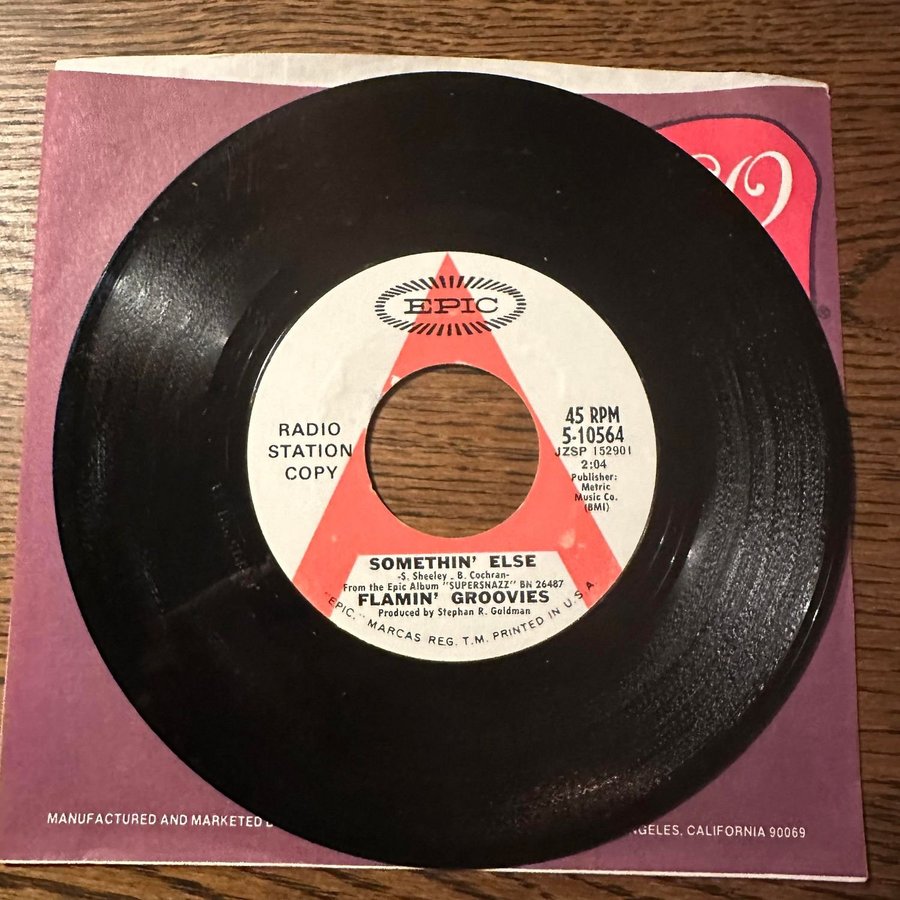 EPIC
RADIO
STATION
COPY
45 RPM
5-10564
JZSP 152901
2:04
Publisher:
Metric
Music Co.
(BMI)
SOMETHIN' ELSE
-S. Sheeley - B. Cochran-
From the Epic Album "SUPERSNAZZ" BN 26487
FLAMIN' GROOVIES
Produced by Stephan R. Goldman
"EPIC," MARCAS REG. T.M. PRINTED IN U.S.A.
MANUFACTURED AND MARKETED
CALIFORNIA 90069